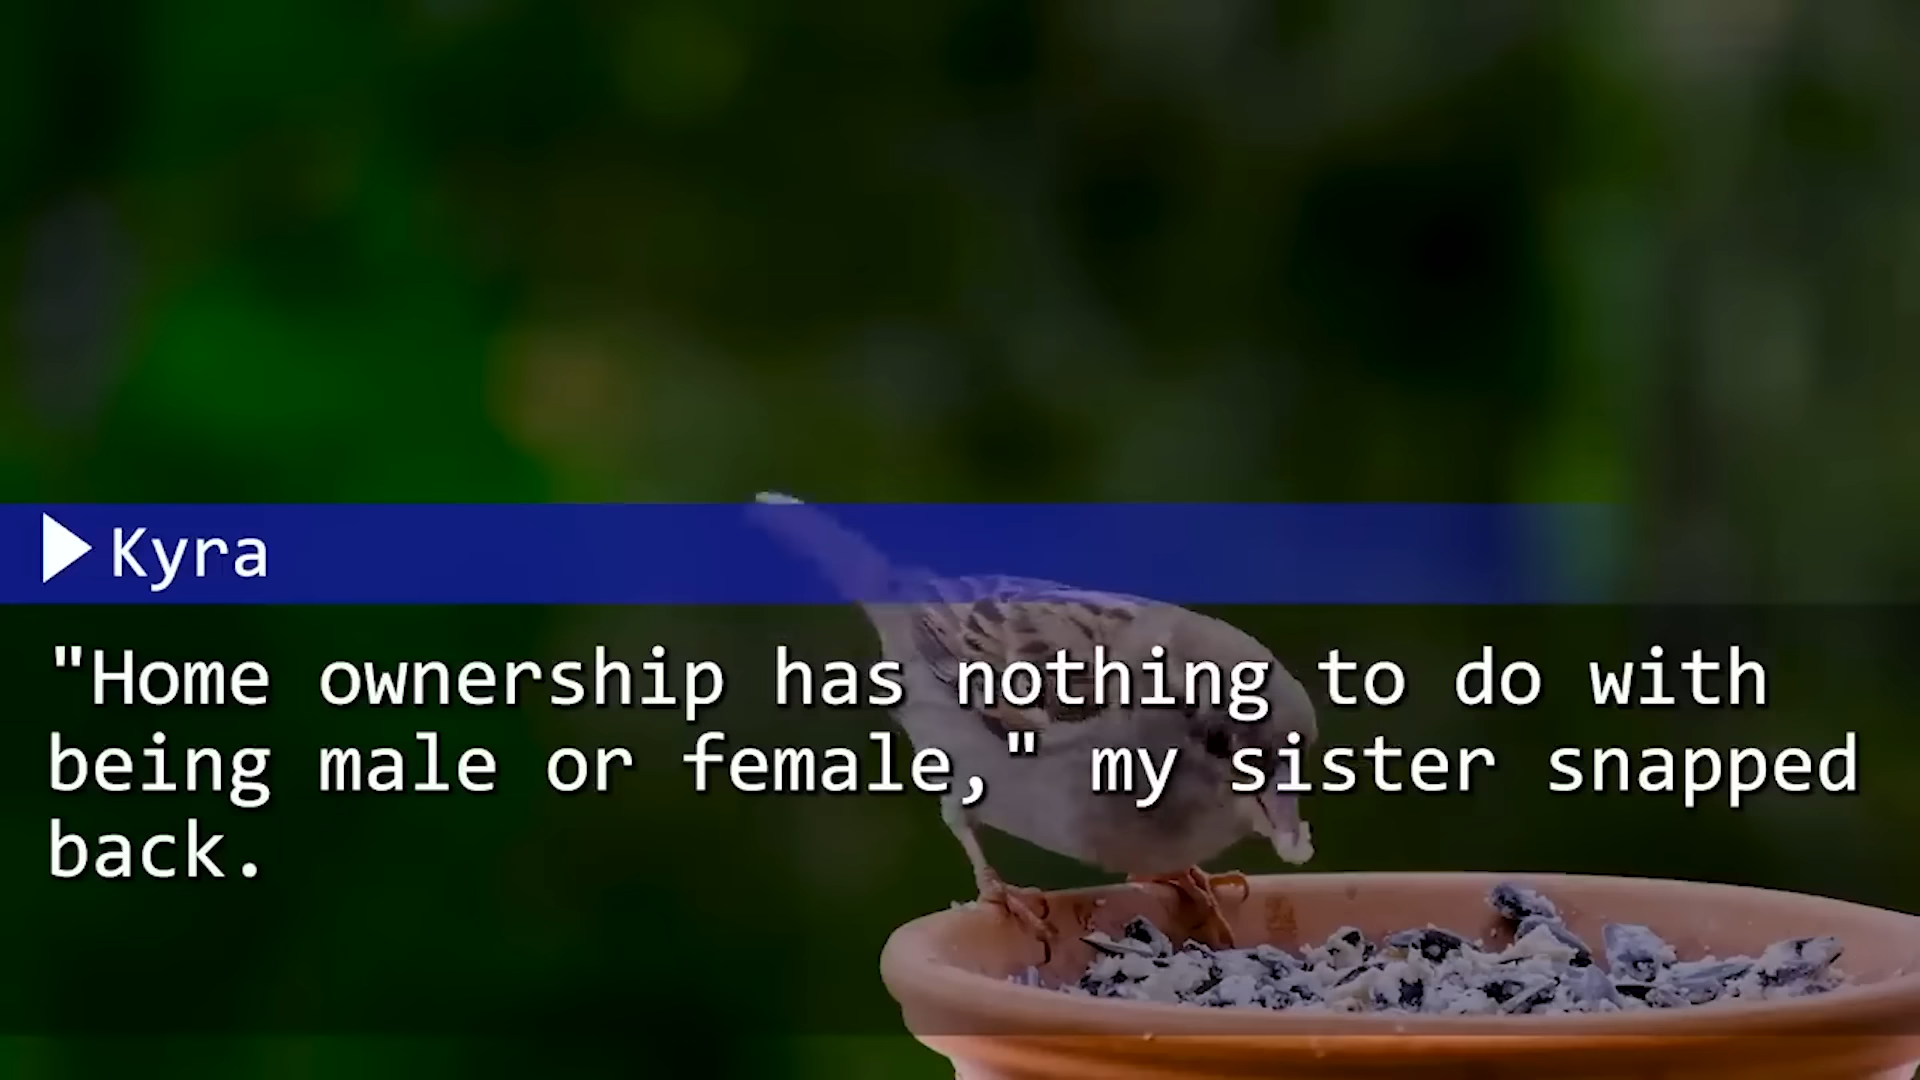 Kyra
"Home ownership has nothing to do with
being male or female," my sister snapped
back.